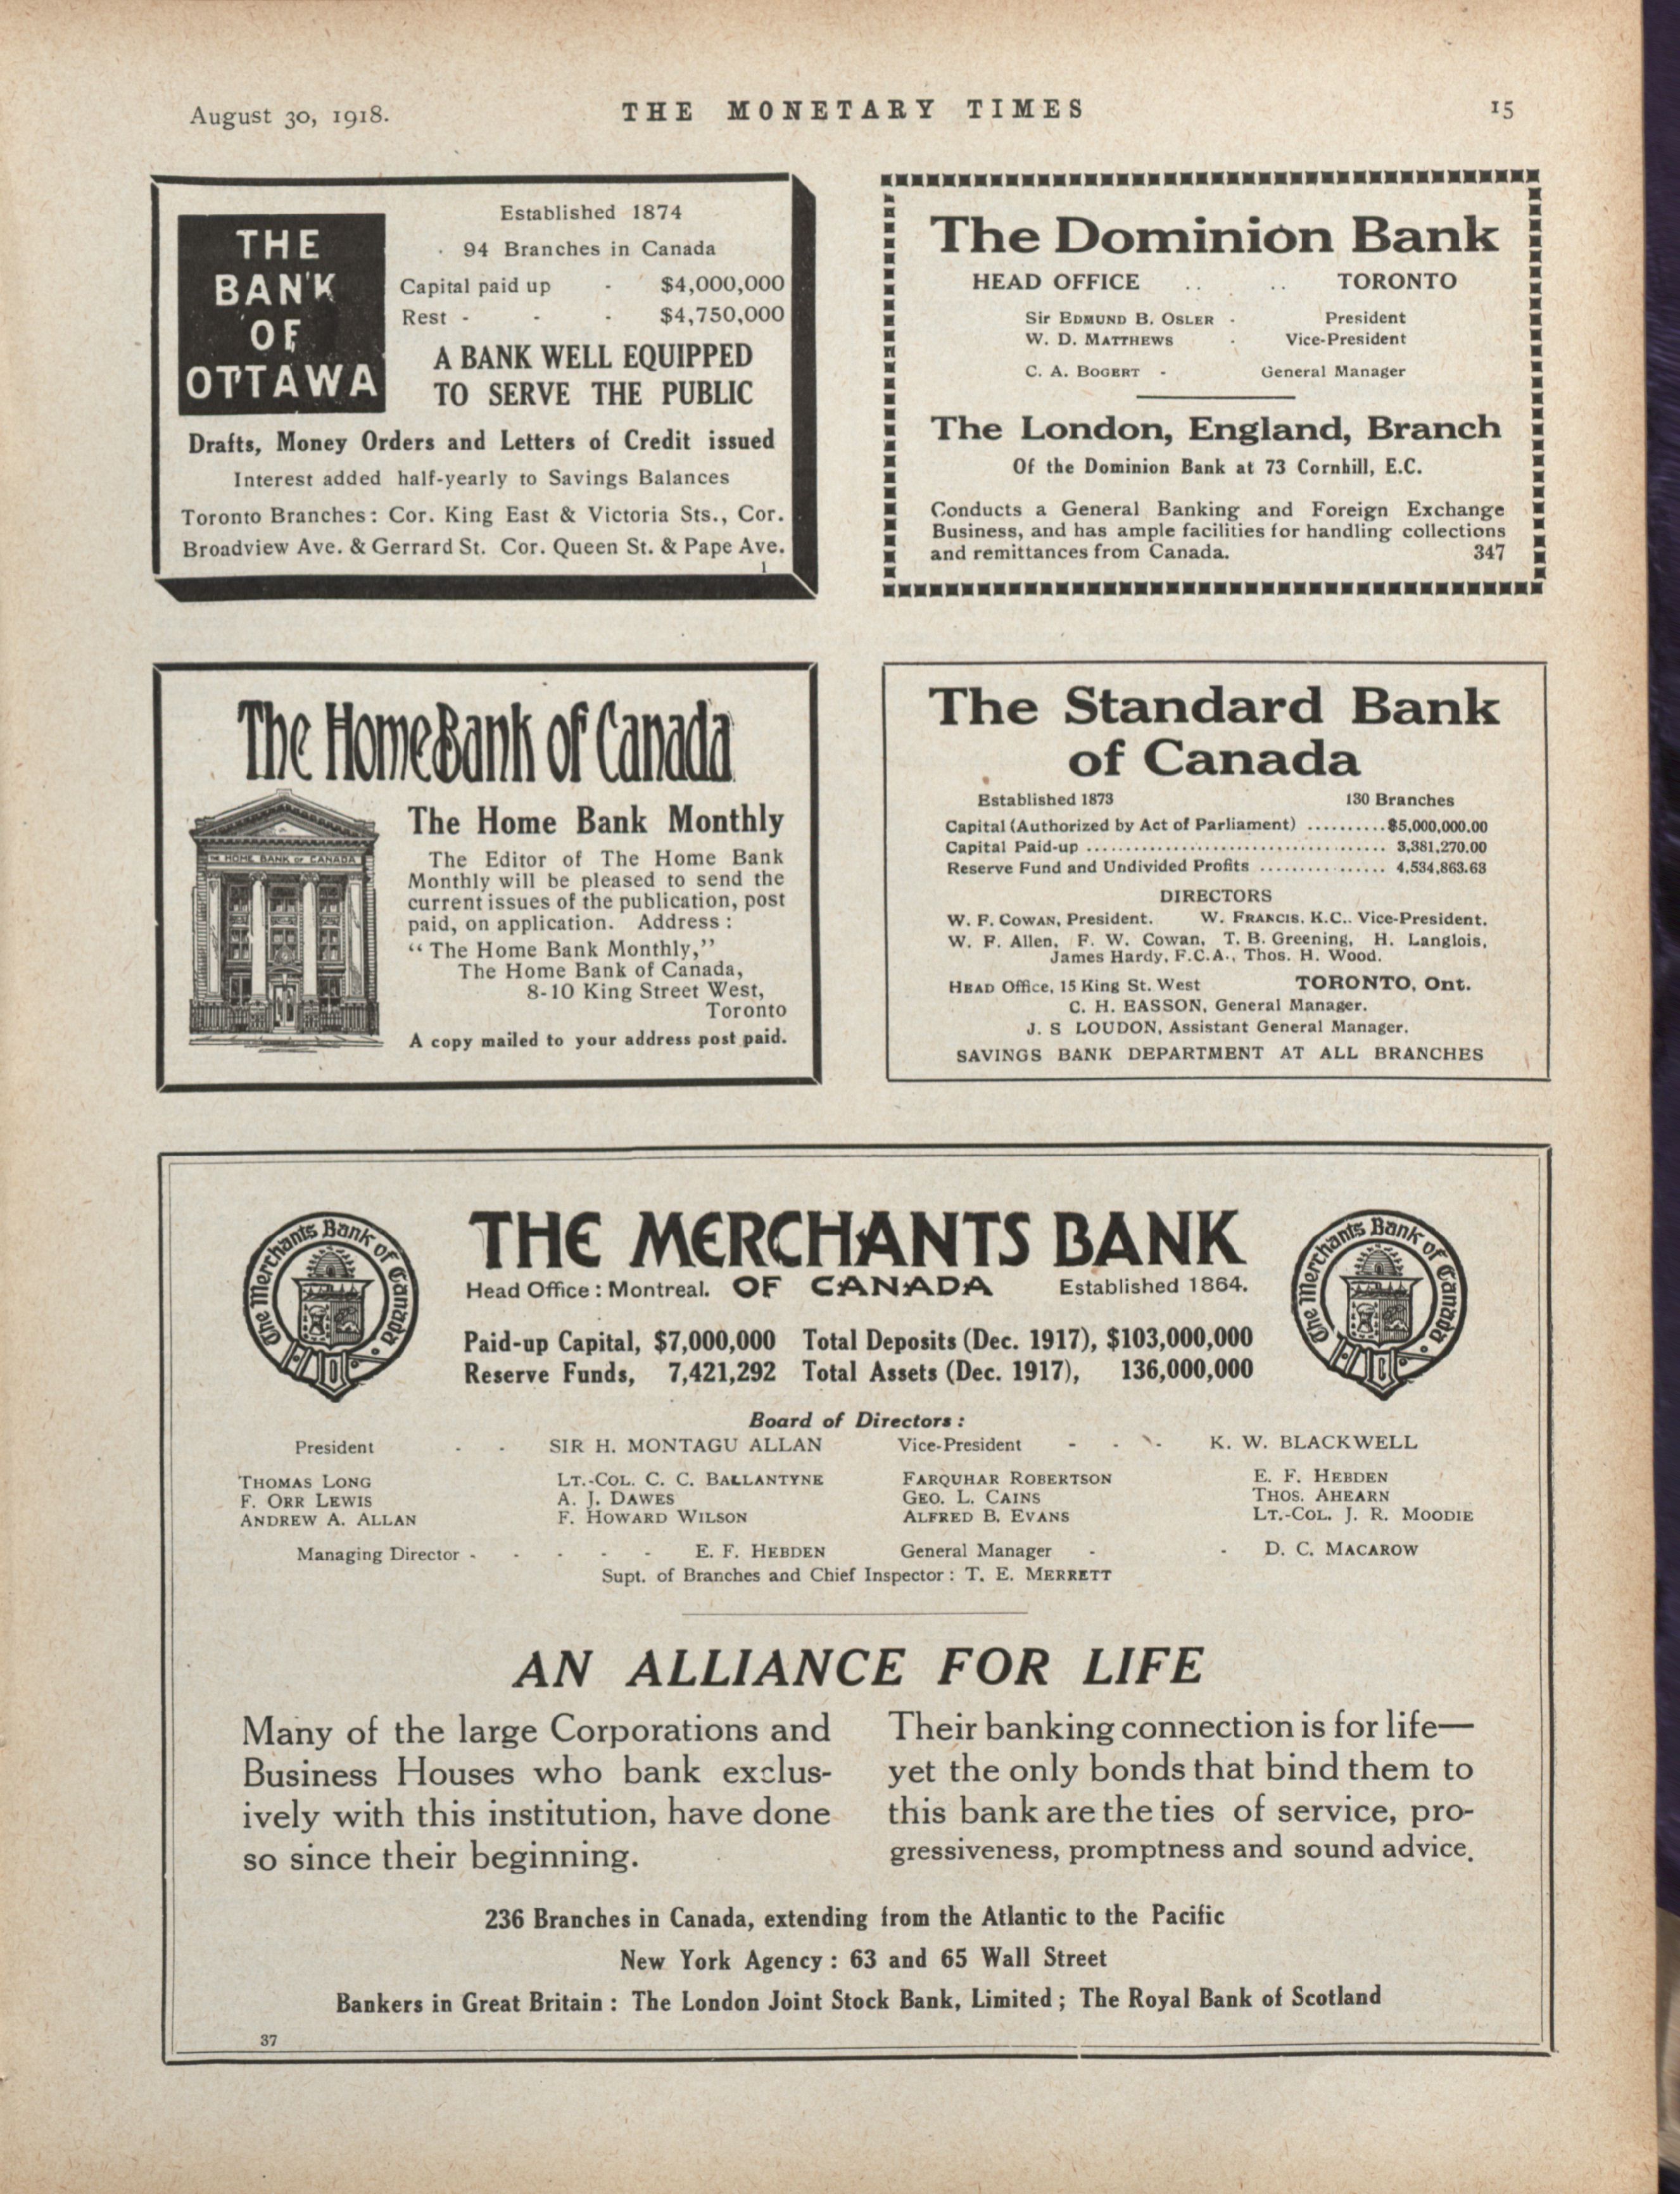 August 30, 1918.
THE MONETARY TIMES
15
THE
BANK
OF
OTTAWA
Established 1874
94 Branches in Canada
Capital paid up - $4,000,000
Rest - - - $4,750,000
A BANK WELL EQUIPPED
TO SERVE THE PUBLIC
Drafts, Money Orders and Letters of Credit issued
Interest added half-yearly to Savings Balances
Toronto Branches: Cor. King East & Victoria Sts., Cor.
Broadview Ave. & Gerrard St. Cor. Queen St. & Pape Ave.
1
The Dominion Bank
HEAD OFFICE .. .. TORONTO
Sir EDMUND B. OSLER - President
W. D. MATTHEWS - Vice-President
C. A. BOGERT - General Manager
The London, England, Branch
Of the Dominion Bank at 73 Cornhill, E.C.
Conducts a General Banking and Foreign Exchange
Business, and has ample facilities for handling collections
and remittances from Canada. 347
The Home Bank of Canada
THE HOME BANK OF CANADA
The Home Bank Monthly
The Editor of The Home Bank
Monthly will be pleased to send the
current issues of the publication, post
paid, on application. Address:
“The Home Bank Monthly,”
The Home Bank of Canada,
8-10 King Street West,
Toronto
A copy mailed to your address post paid.
The Standard Bank
of Canada
Established 1873 130 Branches
Capital (Authorized by Act of Parliament) ..........$5,000,000.00
Capital Paid-up ...................................... 3,381,270.00
Reserve Fund and Undivided Profits ................ 4,534,863.63
DIRECTORS
W. F. COWAN, President. W. FRANCIS, K.C., Vice-President.
W. F. Allen, F. W. Cowan, T. B. Greening, H. Langlois,
James Hardy, F.C.A., Thos. H. Wood.
HEAD Office, 15 King St. West TORONTO, Ont.
C. H. EASSON, General Manager.
J. S LOUDON, Assistant General Manager.
SAVINGS BANK DEPARTMENT AT ALL BRANCHES
The Merchants Bank of Canada
THE MERCHANTS BANK
Head Office: Montreal. OF CANADA Established 1864.
The Merchants Bank of Canada
Paid-up Capital, $7,000,000 Total Deposits (Dec. 1917), $103,000,000
Reserve Funds, 7,421,292 Total Assets (Dec. 1917), 136,000,000
Board of Directors:
President - - SIR H. MONTAGU ALLAN Vice-President - - - K. W. BLACKWELL
THOMAS LONG LT.-COL. C. C. BALLANTYNE FARQUHAR ROBERTSON E. F. HEBDEN
F. ORR LEWIS A. J. DAWES GEO. L. CAINS THOS. AHEARN
ANDREW A. ALLAN F. HOWARD WILSON ALFRED B. EVANS LT.-COL. J. R. MOODIE
Managing Director - - - - - E. F. HEBDEN General Manager - - D. C. MACAROW
Supt. of Branches and Chief Inspector: T. E. MERRETT
AN ALLIANCE FOR LIFE
Many of the large Corporations and
Business Houses who bank exclus-
ively with this institution, have done
so since their beginning.
Their banking connection is for life—
yet the only bonds that bind them to
this bank are the ties of service, pro-
gressiveness, promptness and sound advice.
236 Branches in Canada, extending from the Atlantic to the Pacific
New York Agency: 63 and 65 Wall Street
Bankers in Great Britain: The London Joint Stock Bank, Limited; The Royal Bank of Scotland
37